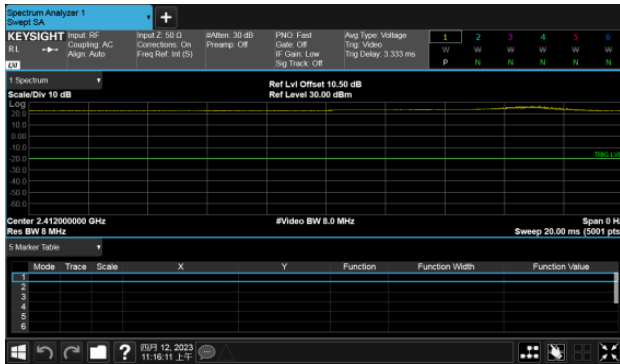 Spectrum Analyzer 1
Swept SA
+
KEYSIGHT Input: RF Input Z: 50 Ω #Atten: 30 dB PNO: Fast Avg Type: Voltage 1 2 3 4 5 6
RL Coupling: AC Corrections: On Preamp: Off Gate: Off Trig: Video W W W W W W
Align: Auto Freq Ref: Int (S) IF Gain: Low Trig Delay: 3.333 ms
LXI Sig Track: Off P N N N N N
1 Spectrum
Ref Lvl Offset 10.50 dB
Scale/Div 10 dB Ref Level 30.00 dBm
Log
20.0
10.0
0.00
-10.0
-20.0 TRIG LVL
-30.0
-40.0
-50.0
-60.0
Center 2.412000000 GHz #Video BW 8.0 MHz Span 0 Hz
Res BW 8 MHz Sweep 20.00 ms (5001 pts
5 Marker Table
Mode Trace Scale X Y Function Function Width Function Value
1
2
3
4
5
6
? 四月 12, 2023
11:16:11 上午